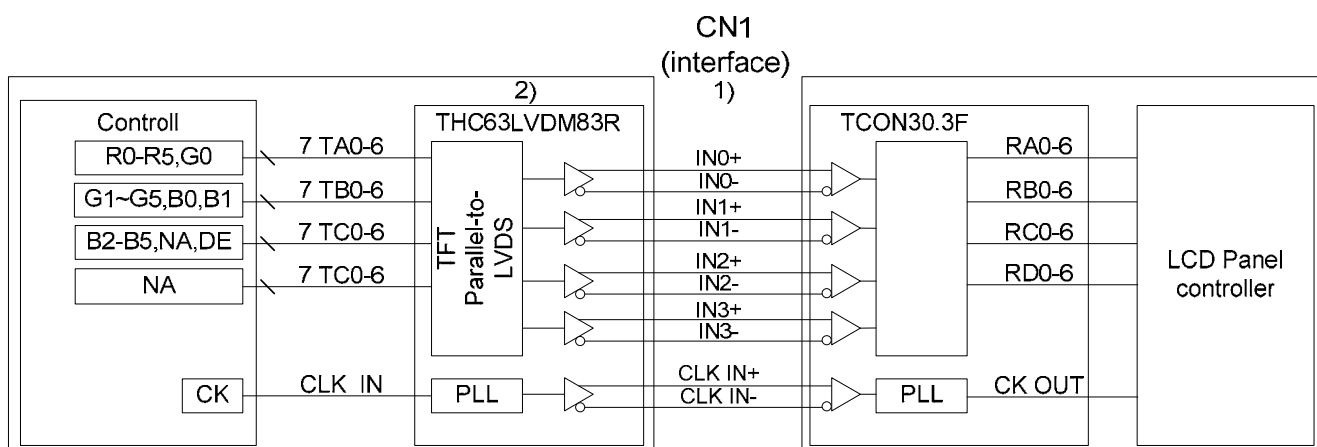 CN1
(interface)
2)
1)
Controll
THC63LVDM83R
TCON30.3F
R0-R5,G0
7 TA0-6
G1~G5,B0,B1
7 TB0-6
B2-B5,NA,DE
7 TC0-6
NA
7 TC0-6
CK
CLK IN
TFT
Parallel-to-
LVDS
PLL
IN0+
IN0-
IN1+
IN1-
IN2+
IN2-
IN3+
IN3-
CLK IN+
CLK IN-
PLL
RA0-6
RB0-6
RC0-6
RD0-6
CK OUT
LCD Panel
controller